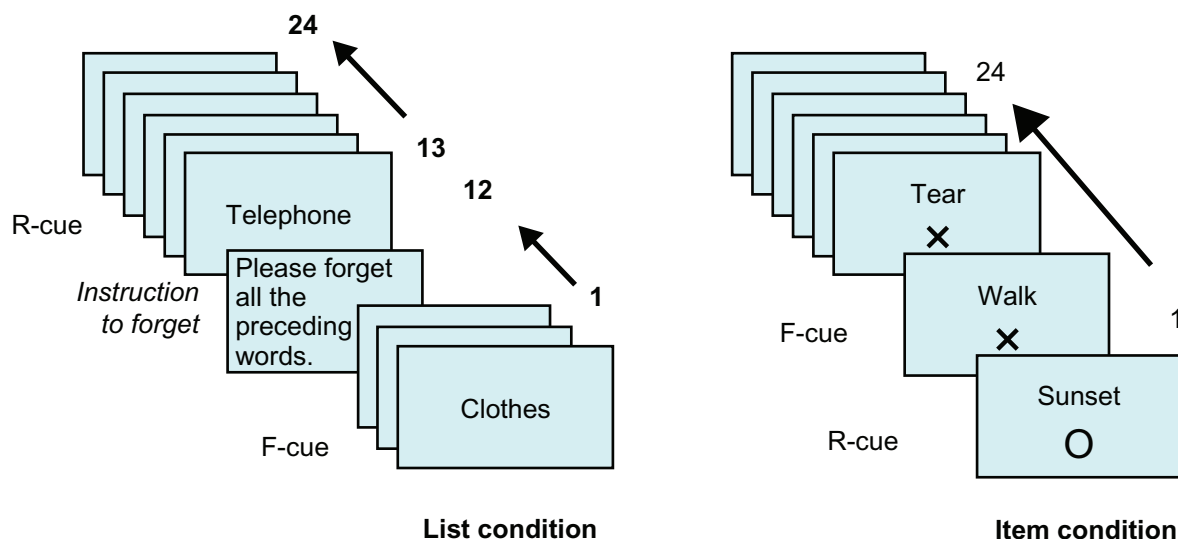 24
13
12
1
R-cue
Telephone
Instruction
to forget
Please forget
all the
preceding
words.
Clothes
F-cue
List condition
24
1
Tear
×
F-cue
Walk
×
R-cue
Sunset
O
Item condition